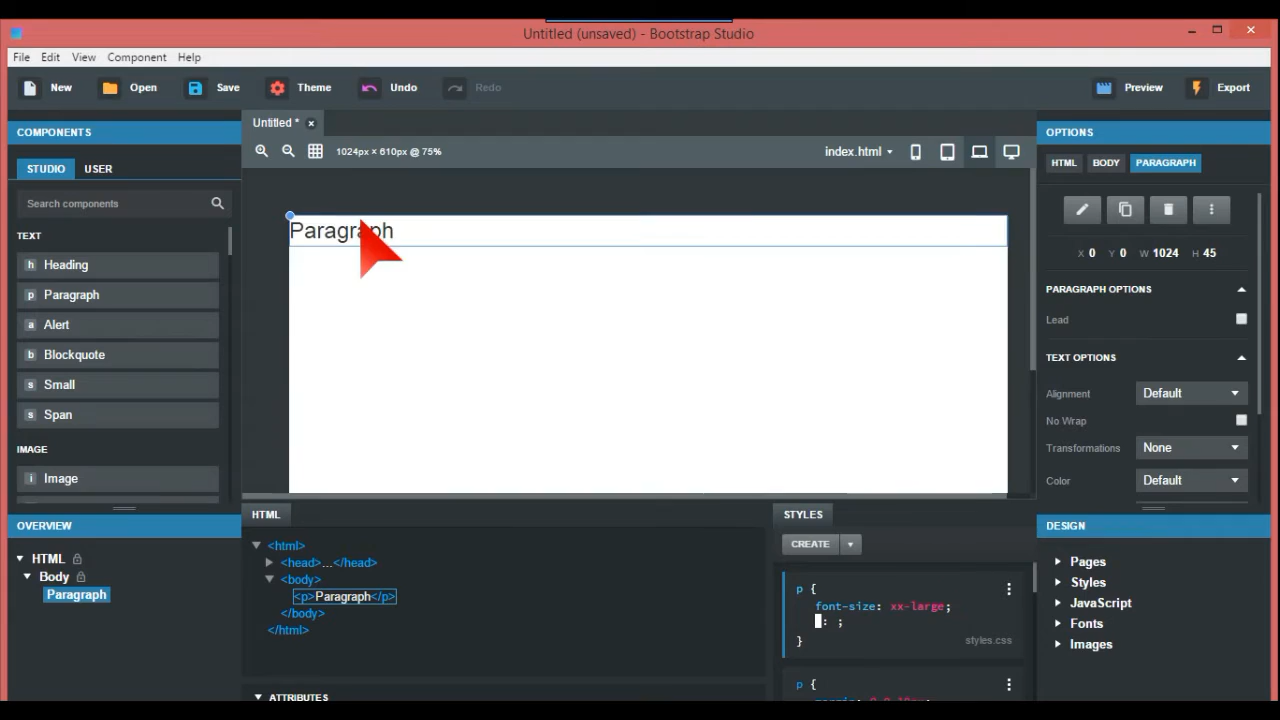 Untitled (unsaved) - Bootstrap Studio
File Edit View Component Help
New Open Save Theme Undo Redo Preview Export
COMPONENTS
STUDIO USER
Search components
TEXT
h Heading
p Paragraph
a Alert
b Blockquote
s Small
s Span
IMAGE
i Image
OVERVIEW
HTML
Body
Paragraph
Untitled *
1024px × 610px @ 75%
index.html
Paragraph
HTML
<html>
<head>...</head>
<body>
<p>Paragraph</p>
</body>
</html>
ATTRIBUTES
STYLES
CREATE
p {
font-size: xx-large;
: ;
}
styles.css
p {
OPTIONS
HTML BODY PARAGRAPH
X 0 Y 0 W 1024 H 45
PARAGRAPH OPTIONS
Lead
TEXT OPTIONS
Alignment Default
No Wrap
Transformations None
Color Default
DESIGN
Pages
Styles
JavaScript
Fonts
Images